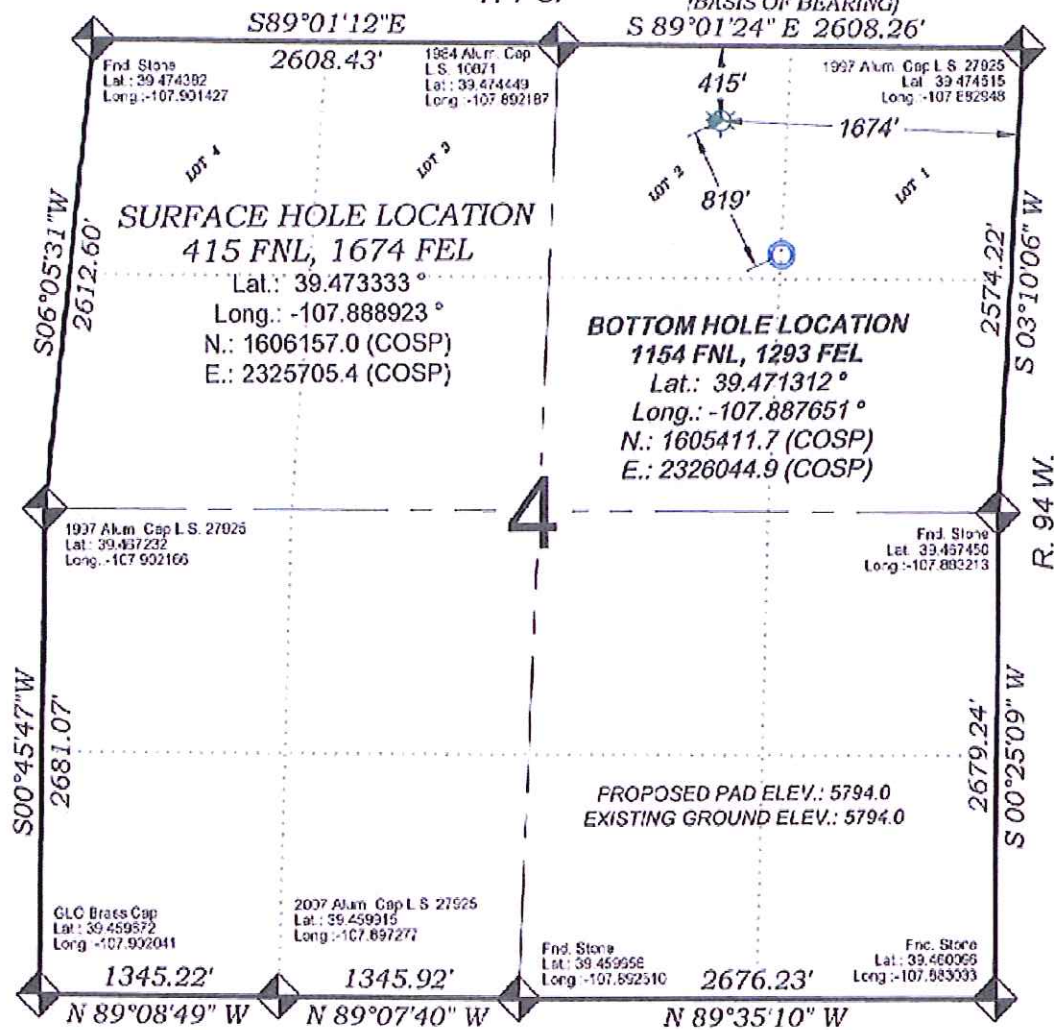 (BASIS OF BEARING)
S89°01'12"E
2608.43'
S 89°01'24" E 2608.26'
Fnd. Stone
Lat.: 39.474382
Long:-107.901427
1984 Alum. Cap
L.S. 10871
Lat.: 39.474449
Long:-107.892187
1997 Alum. Cap L.S. 27925
Lat.: 39.474515
Long:-107.882948
415'
1674'
819'
LOT 4
LOT 3
LOT 2
LOT 1
S06°05'31"W
2612.60'
SURFACE HOLE LOCATION
415 FNL, 1674 FEL
Lat.: 39.473333 °
Long.: -107.888923 °
N.: 1606157.0 (COSP)
E.: 2325705.4 (COSP)
BOTTOM HOLE LOCATION
1154 FNL, 1293 FEL
Lat.: 39.471312 °
Long.: -107.887651 °
N.: 1605411.7 (COSP)
E.: 2326044.9 (COSP)
2574.22'
S 03°10'06" W
R. 94 W.
4
1997 Alum. Cap L.S. 27925
Lat.: 39.467232
Long.:-107.902166
Fnd. Stone
Lat. 39.467450
Long.:-107.883213
S00°45'47"W
2681.07'
2679.24'
S 00°25'09" W
PROPOSED PAD ELEV.: 5794.0
EXISTING GROUND ELEV.: 5794.0
GLO Brass Cap
Lat.: 39.459872
Long.:-107.902041
2007 Alum. Cap L.S. 27925
Lat.: 39.459915
Long.:-107.897277
Fnd. Stone
Lat.: 39.459956
Long.:-107.892510
Fnd. Stone
Lat.: 39.460066
Long.:-107.883033
1345.22'
1345.92'
2676.23'
N 89°08'49" W
N 89°07'40" W
N 89°35'10" W